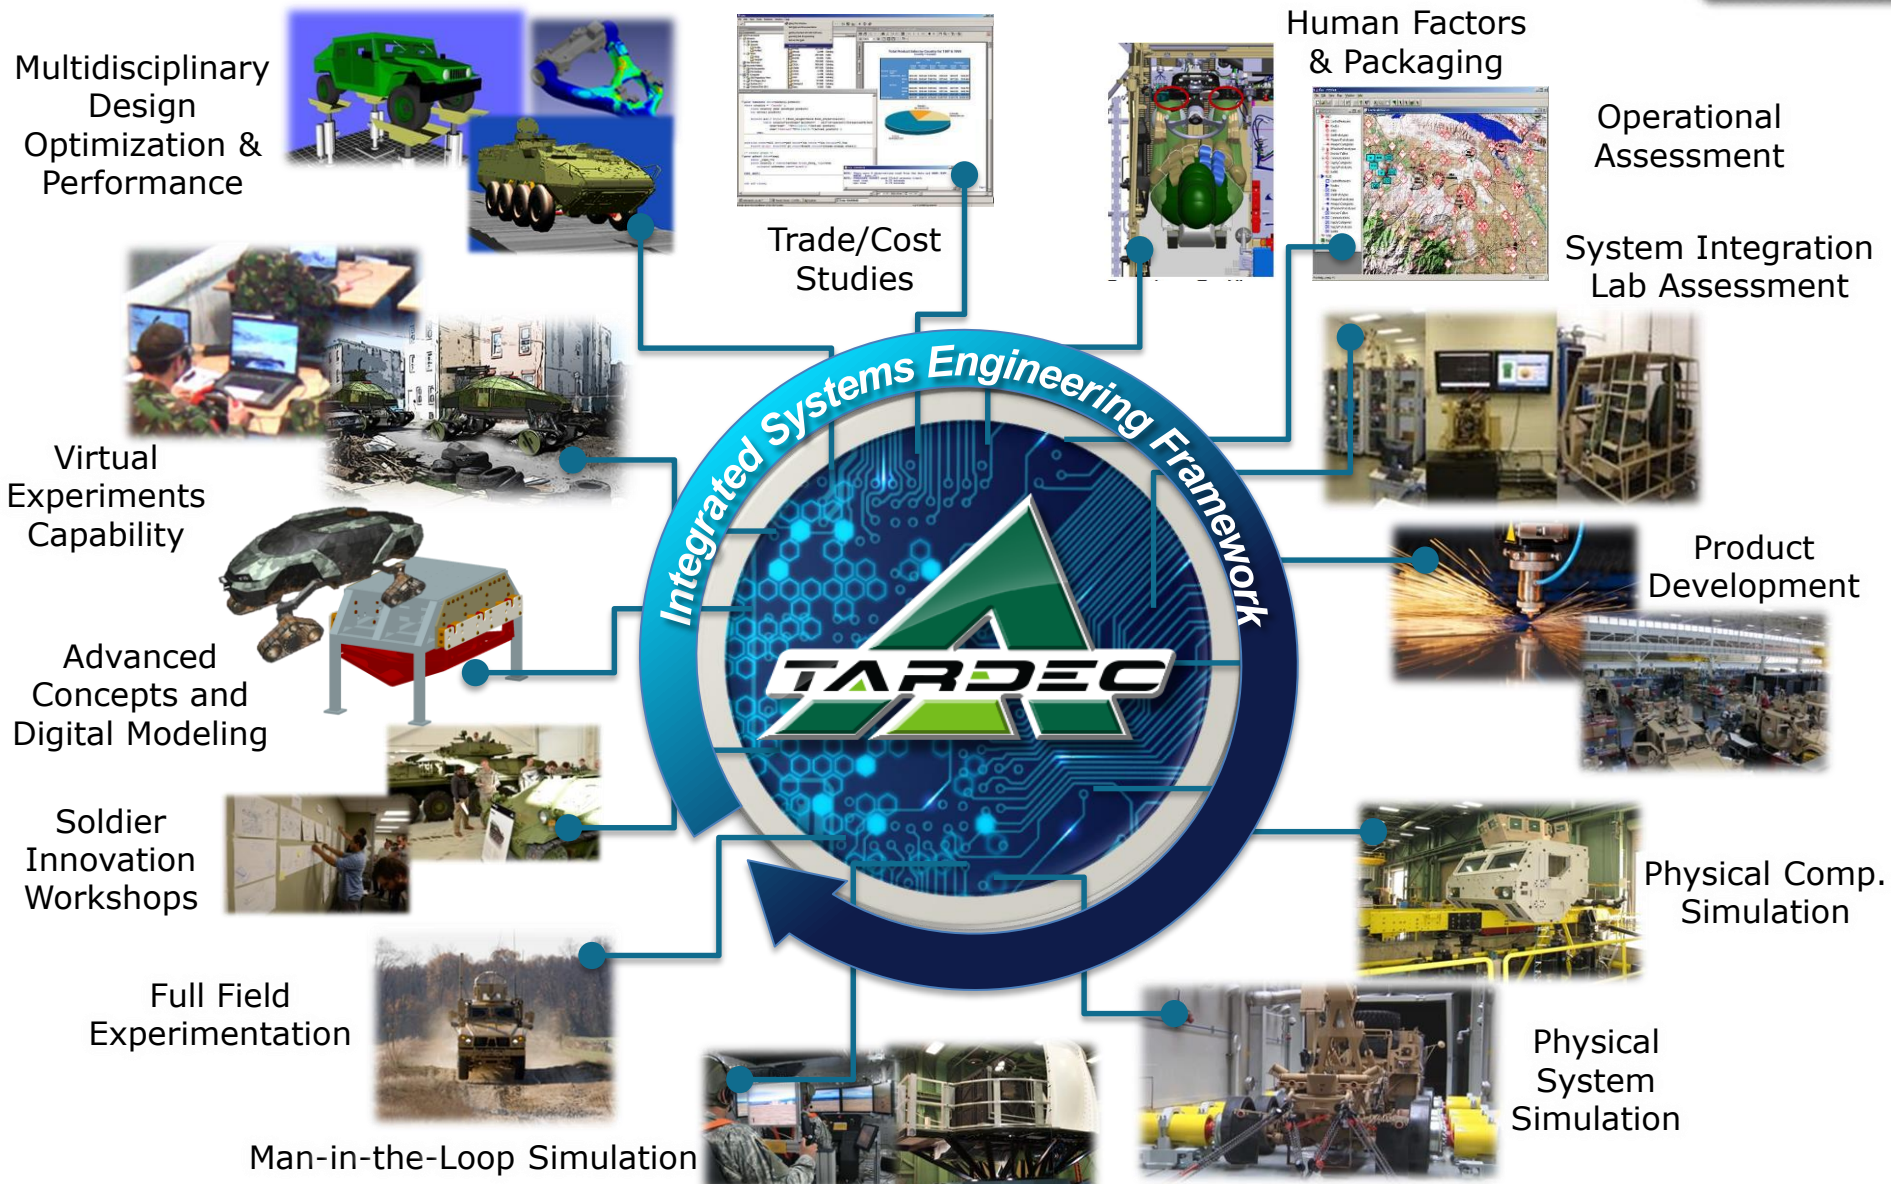 Multidisciplinary
Design
Optimization &
Performance
Trade/Cost
Studies
Human Factors
& Packaging
Operational
Assessment
System Integration
Lab Assessment
Virtual
Experiments
Capability
Integrated Systems Engineering Framework
Product
Development
TARDEC
Advanced
Concepts and
Digital Modeling
Soldier
Innovation
Workshops
Physical Comp.
Simulation
Full Field
Experimentation
Physical
System
Simulation
Man-in-the-Loop Simulation